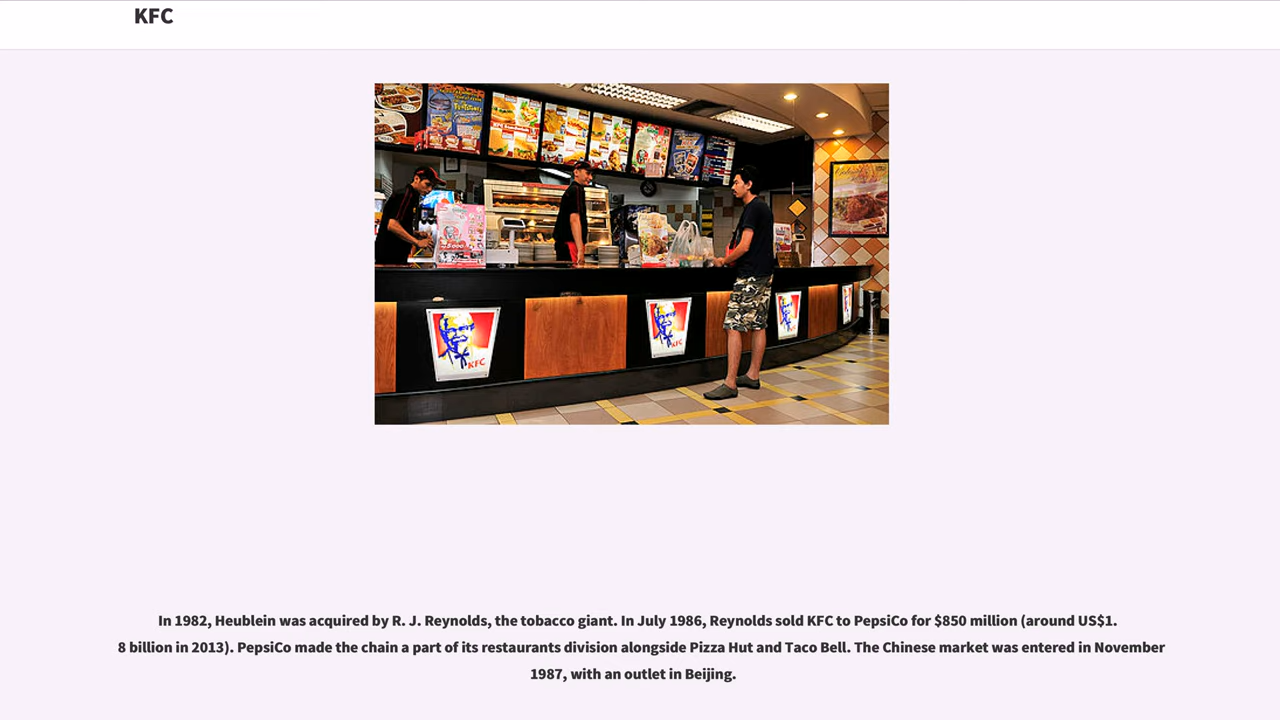 KFC
KFC
KFC
In 1982, Heublein was acquired by R. J. Reynolds, the tobacco giant. In July 1986, Reynolds sold KFC to PepsiCo for $850 million (around US$1.
8 billion in 2013). PepsiCo made the chain a part of its restaurants division alongside Pizza Hut and Taco Bell. The Chinese market was entered in November
1987, with an outlet in Beijing.